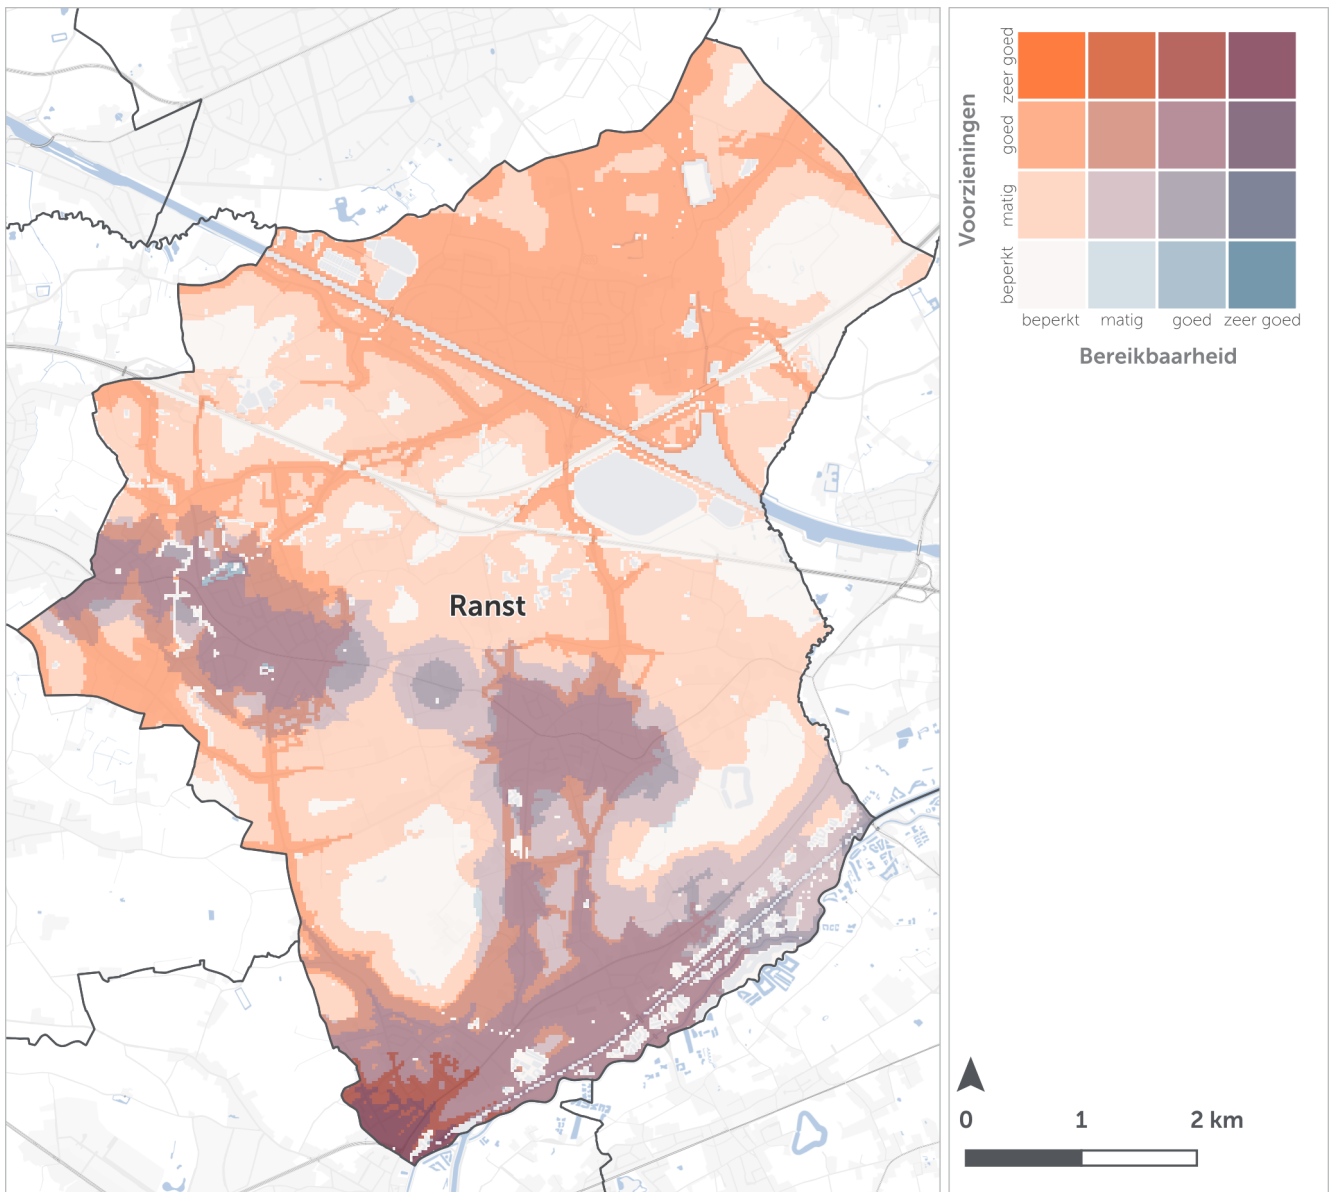 Ranst
Voorzieningen
zeer goed
goed
matig
beperkt
beperkt matig goed zeer goed
Bereikbaarheid
0 1 2 km